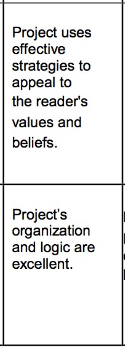 Project uses
effective
strategies to
appeal to
the reader's
values and
beliefs.
Project's
organization
and logic are
excellent.